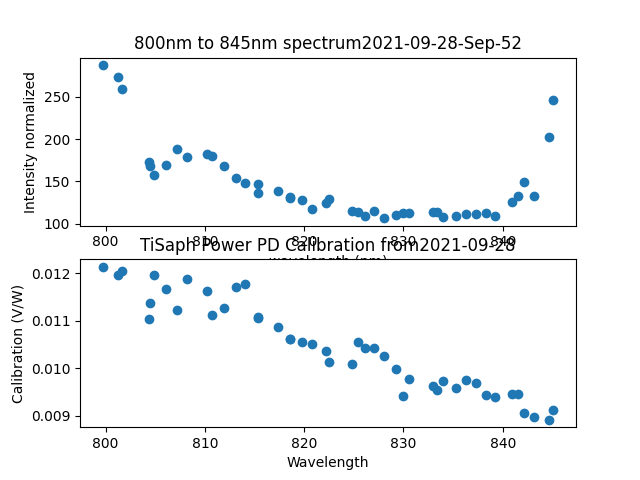 800nm to 845nm spectrum2021-09-28-Sep-52
Intensity normalized
250
200
150
100
800 810 820 830 840
wavelength (nm)
TiSaph Power PD Calibration from2021-09-28
Calibration (V/W)
0.012
0.011
0.010
0.009
800 810 820 830 840
Wavelength